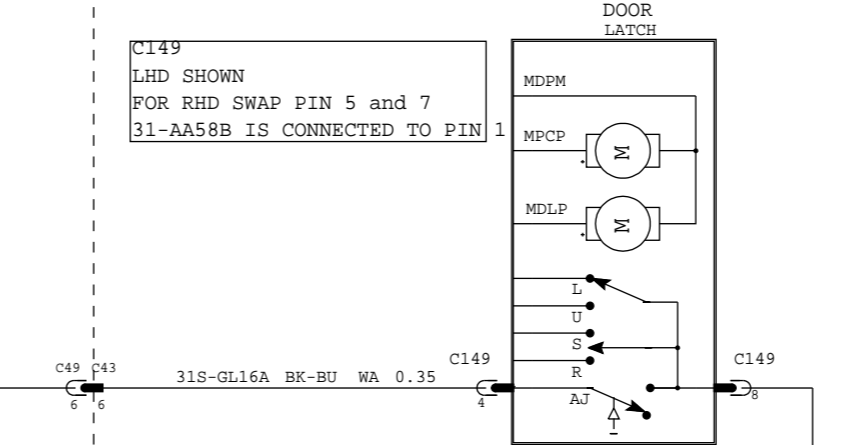 DOOR
LATCH
C149
LHD SHOWN
FOR RHD SWAP PIN 5 and 7
31-AA58B IS CONNECTED TO PIN 1
MDPM
MPCP
M
MDLP
M
L
U
S
R
AJ
C49 C43
6 6
31S-GL16A BK-BU WA 0.35
C149
4
C149
8